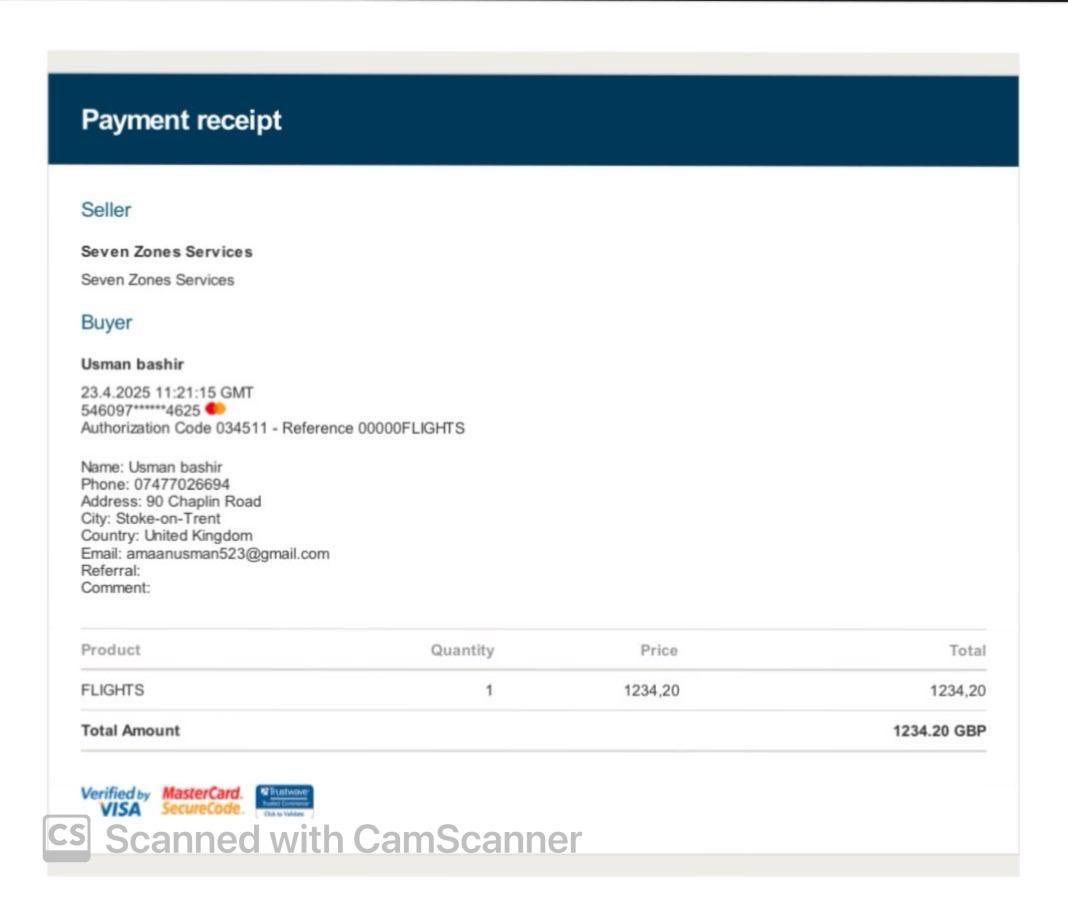 Payment receipt
Seller
Seven Zones Services
Seven Zones Services
Buyer
Usman bashir
23.4.2025 11:21:15 GMT
546097******4625
Authorization Code 034511 - Reference 00000FLIGHTS
Name: Usman bashir
Phone: 07477026694
Address: 90 Chaplin Road
City: Stoke-on-Trent
Country: United Kingdom
Email: amaanusman523@gmail.com
Referral:
Comment:
Product Quantity Price Total
FLIGHTS 1 1234,20 1234,20
Total Amount 1234.20 GBP
Verified by VISA
MasterCard. SecureCode.
Trustwave
Trusted Commerce
Click to Validate
CS Scanned with CamScanner